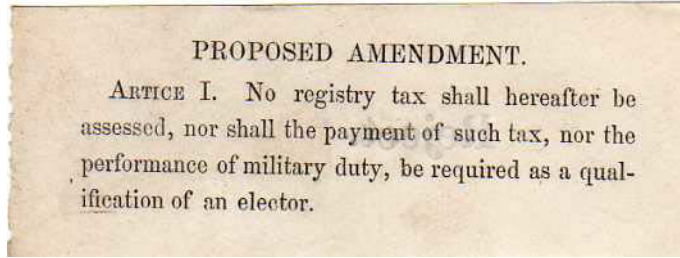 PROPOSED AMENDMENT.
ARTICE I. No registry tax shall hereafter be
assessed, nor shall the payment of such tax, nor the
performance of military duty, be required as a qual-
ification of an elector.